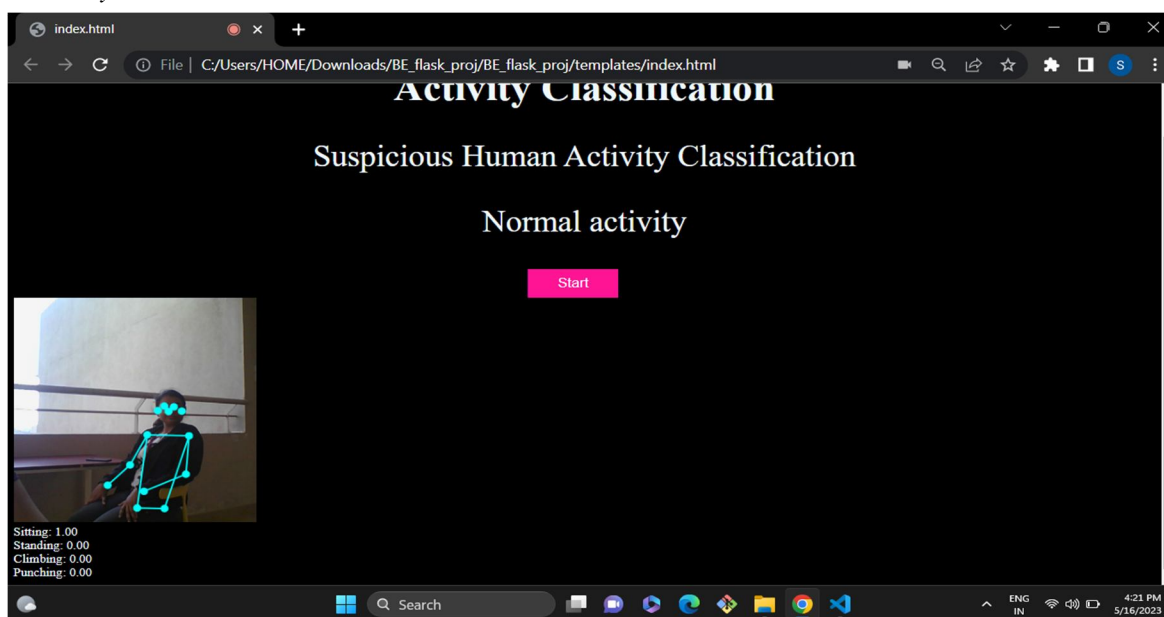 index.html
File | C:/Users/HOME/Downloads/BE_flask_proj/BE_flask_proj/templates/index.html
S
Activity Classification
Suspicious Human Activity Classification
Normal activity
Start
Sitting: 1.00
Standing: 0.00
Climbing: 0.00
Punching: 0.00
Search
ENG
IN
4:21 PM
5/16/2023